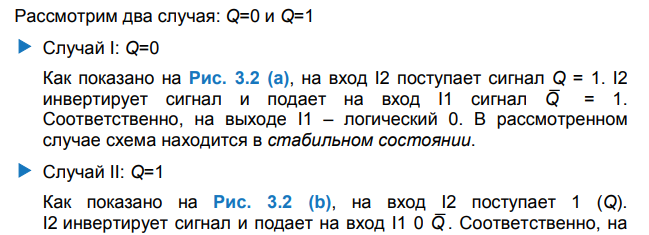 Рассмотрим два случая: Q=0 и Q=1
Случай I: Q=0
Как показано на Рис. 3.2 (a), на вход I2 поступает сигнал Q = 1. I2
инвертирует сигнал и подает на вход I1 сигнал Q̅ = 1.
Соответственно, на выходе I1 – логический 0. В рассмотренном
случае схема находится в стабильном состоянии.
Случай II: Q=1
Как показано на Рис. 3.2 (b), на вход I2 поступает 1 (Q).
I2 инвертирует сигнал и подает на вход I1 0 Q̅. Соответственно, на